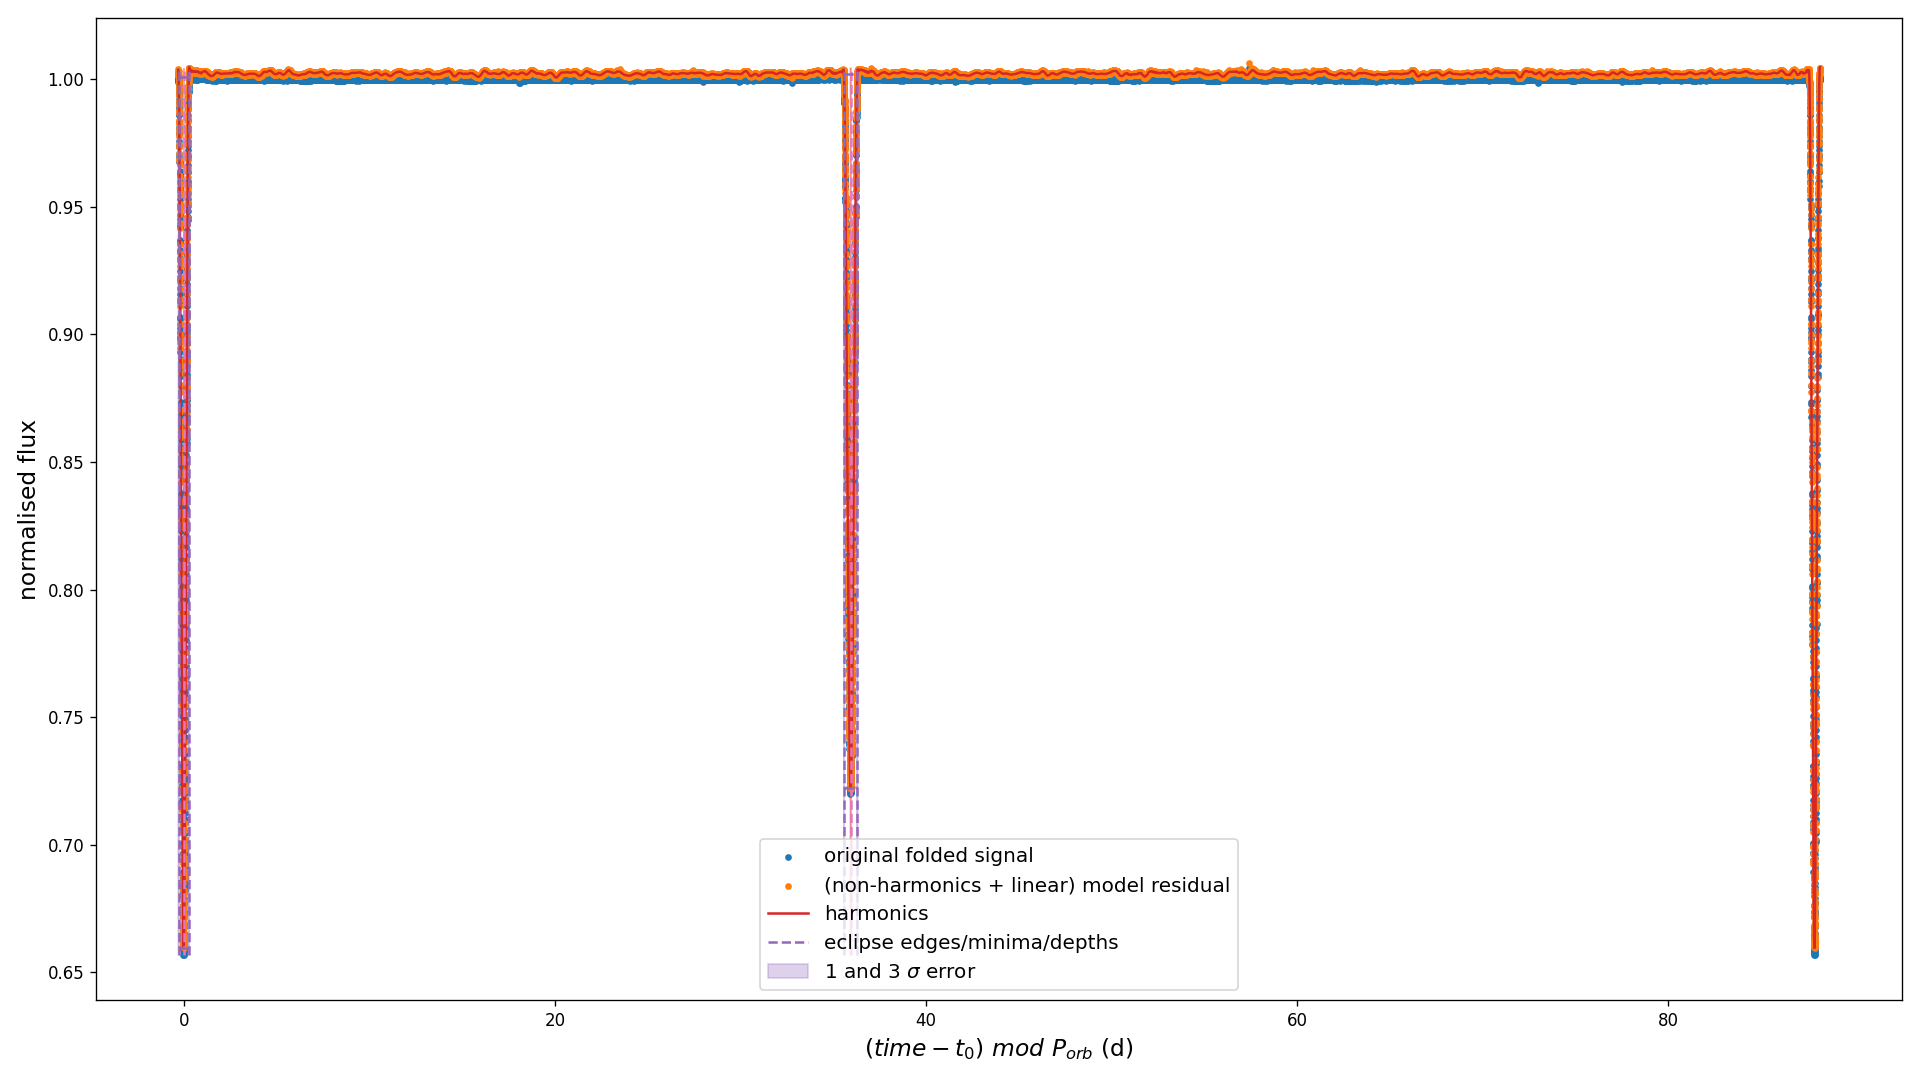 1.00
0.95
0.90
0.85
0.80
0.75
0.70
0.65
normalised flux
original folded signal
(non-harmonics + linear) model residual
harmonics
eclipse edges/minima/depths
1 and 3 σ error
0 20 40 60 80
(time − t₀) mod Pₒᵣb (d)